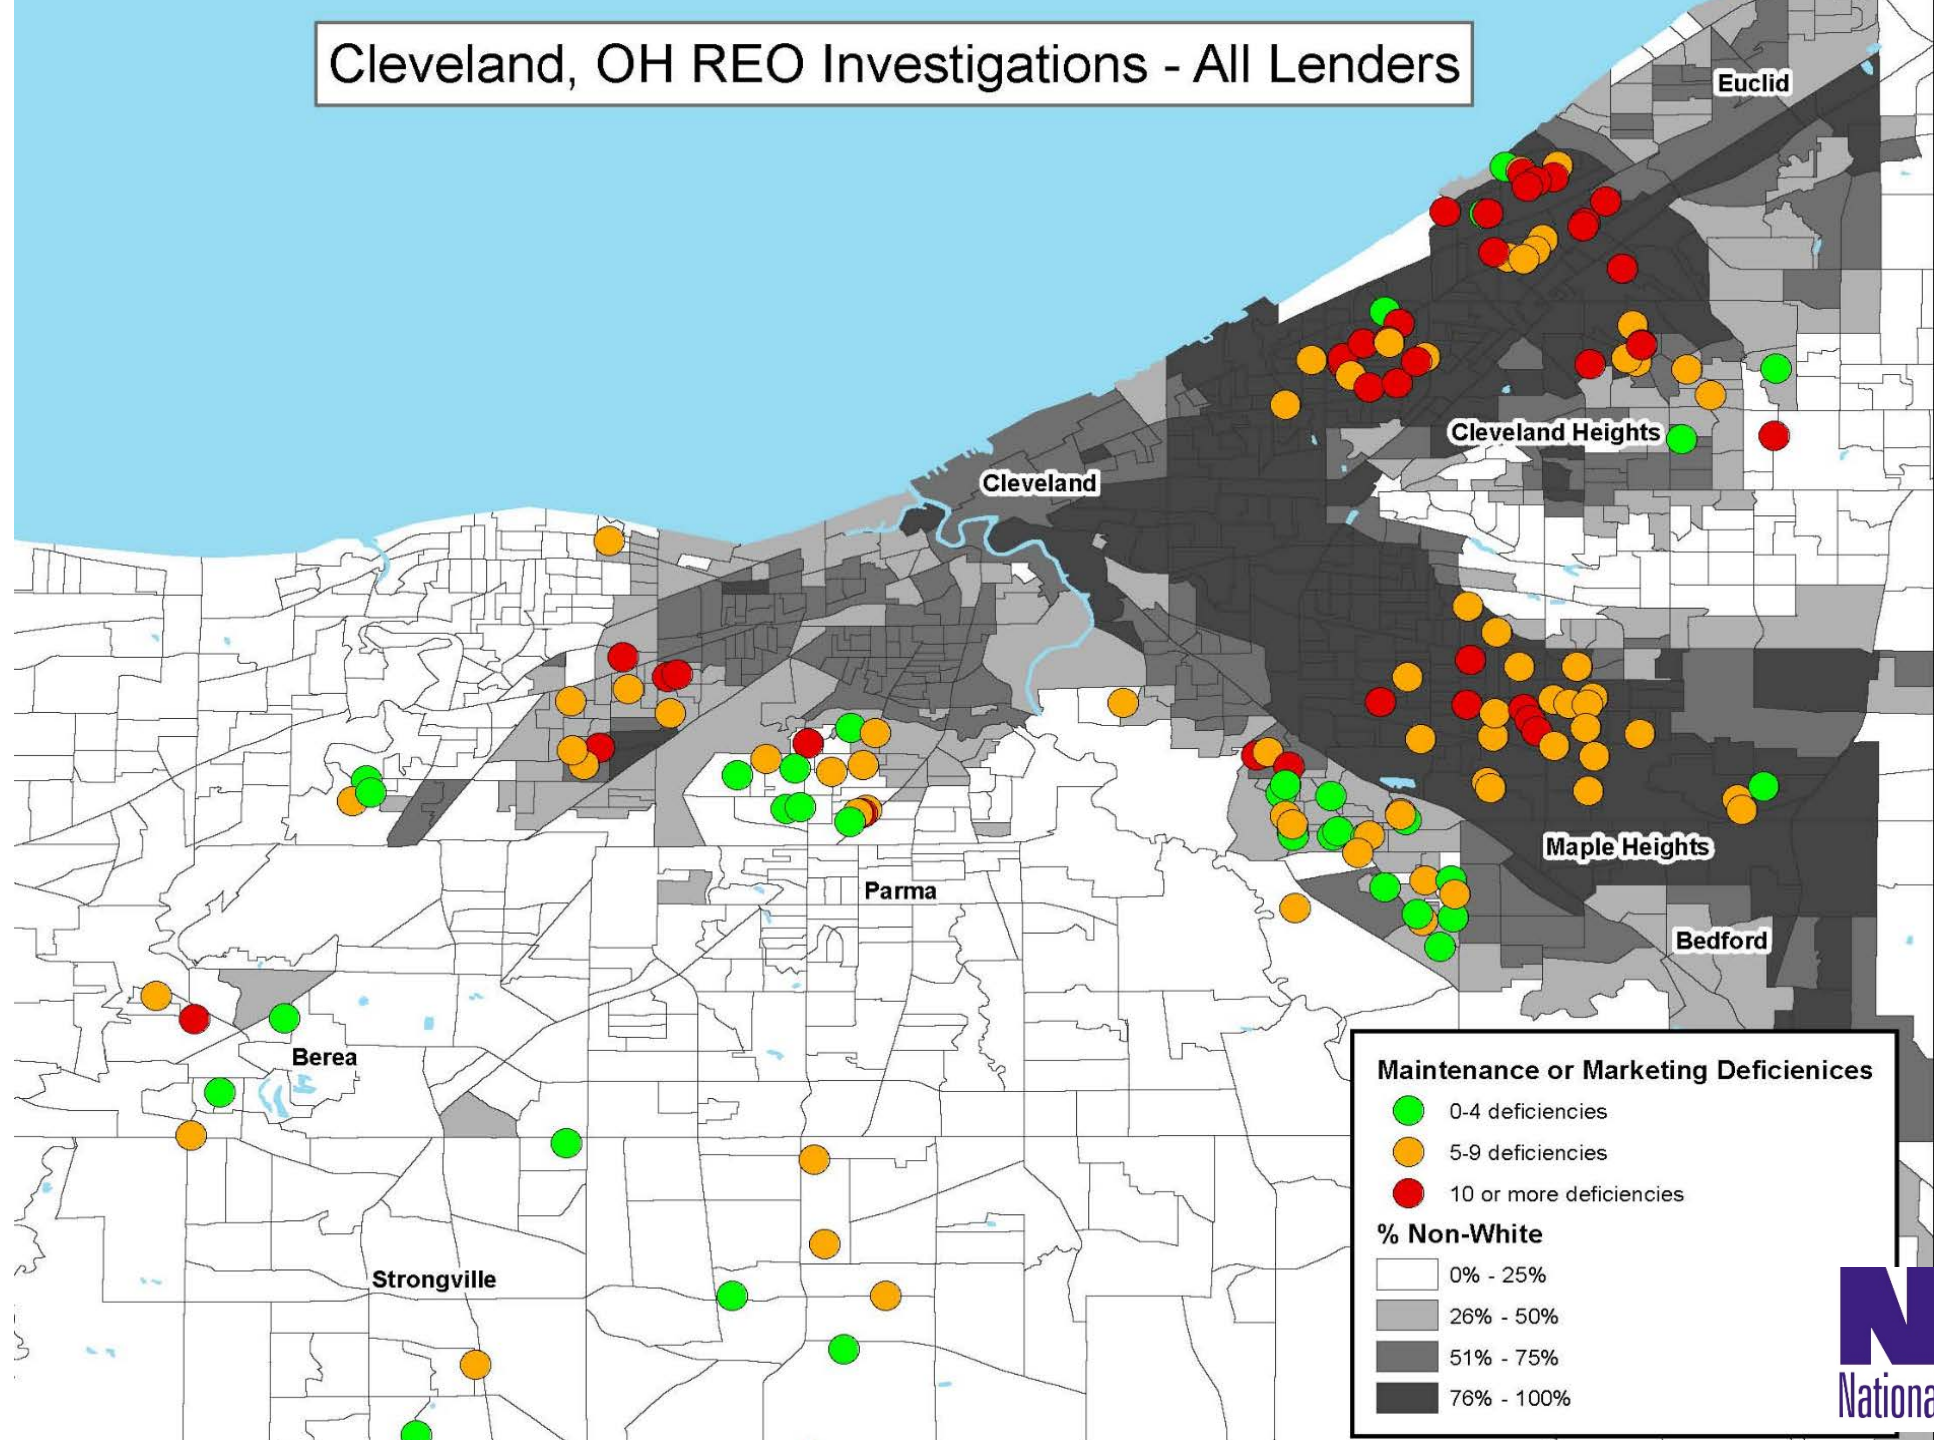 Cleveland, OH REO Investigations - All Lenders
Euclid
Cleveland Heights
Cleveland
Maple Heights
Parma
Bedford
Berea
Strongville
Maintenance or Marketing Deficienices
0-4 deficiencies
5-9 deficiencies
10 or more deficiencies
% Non-White
0% - 25%
26% - 50%
51% - 75%
76% - 100%
N
Nationa